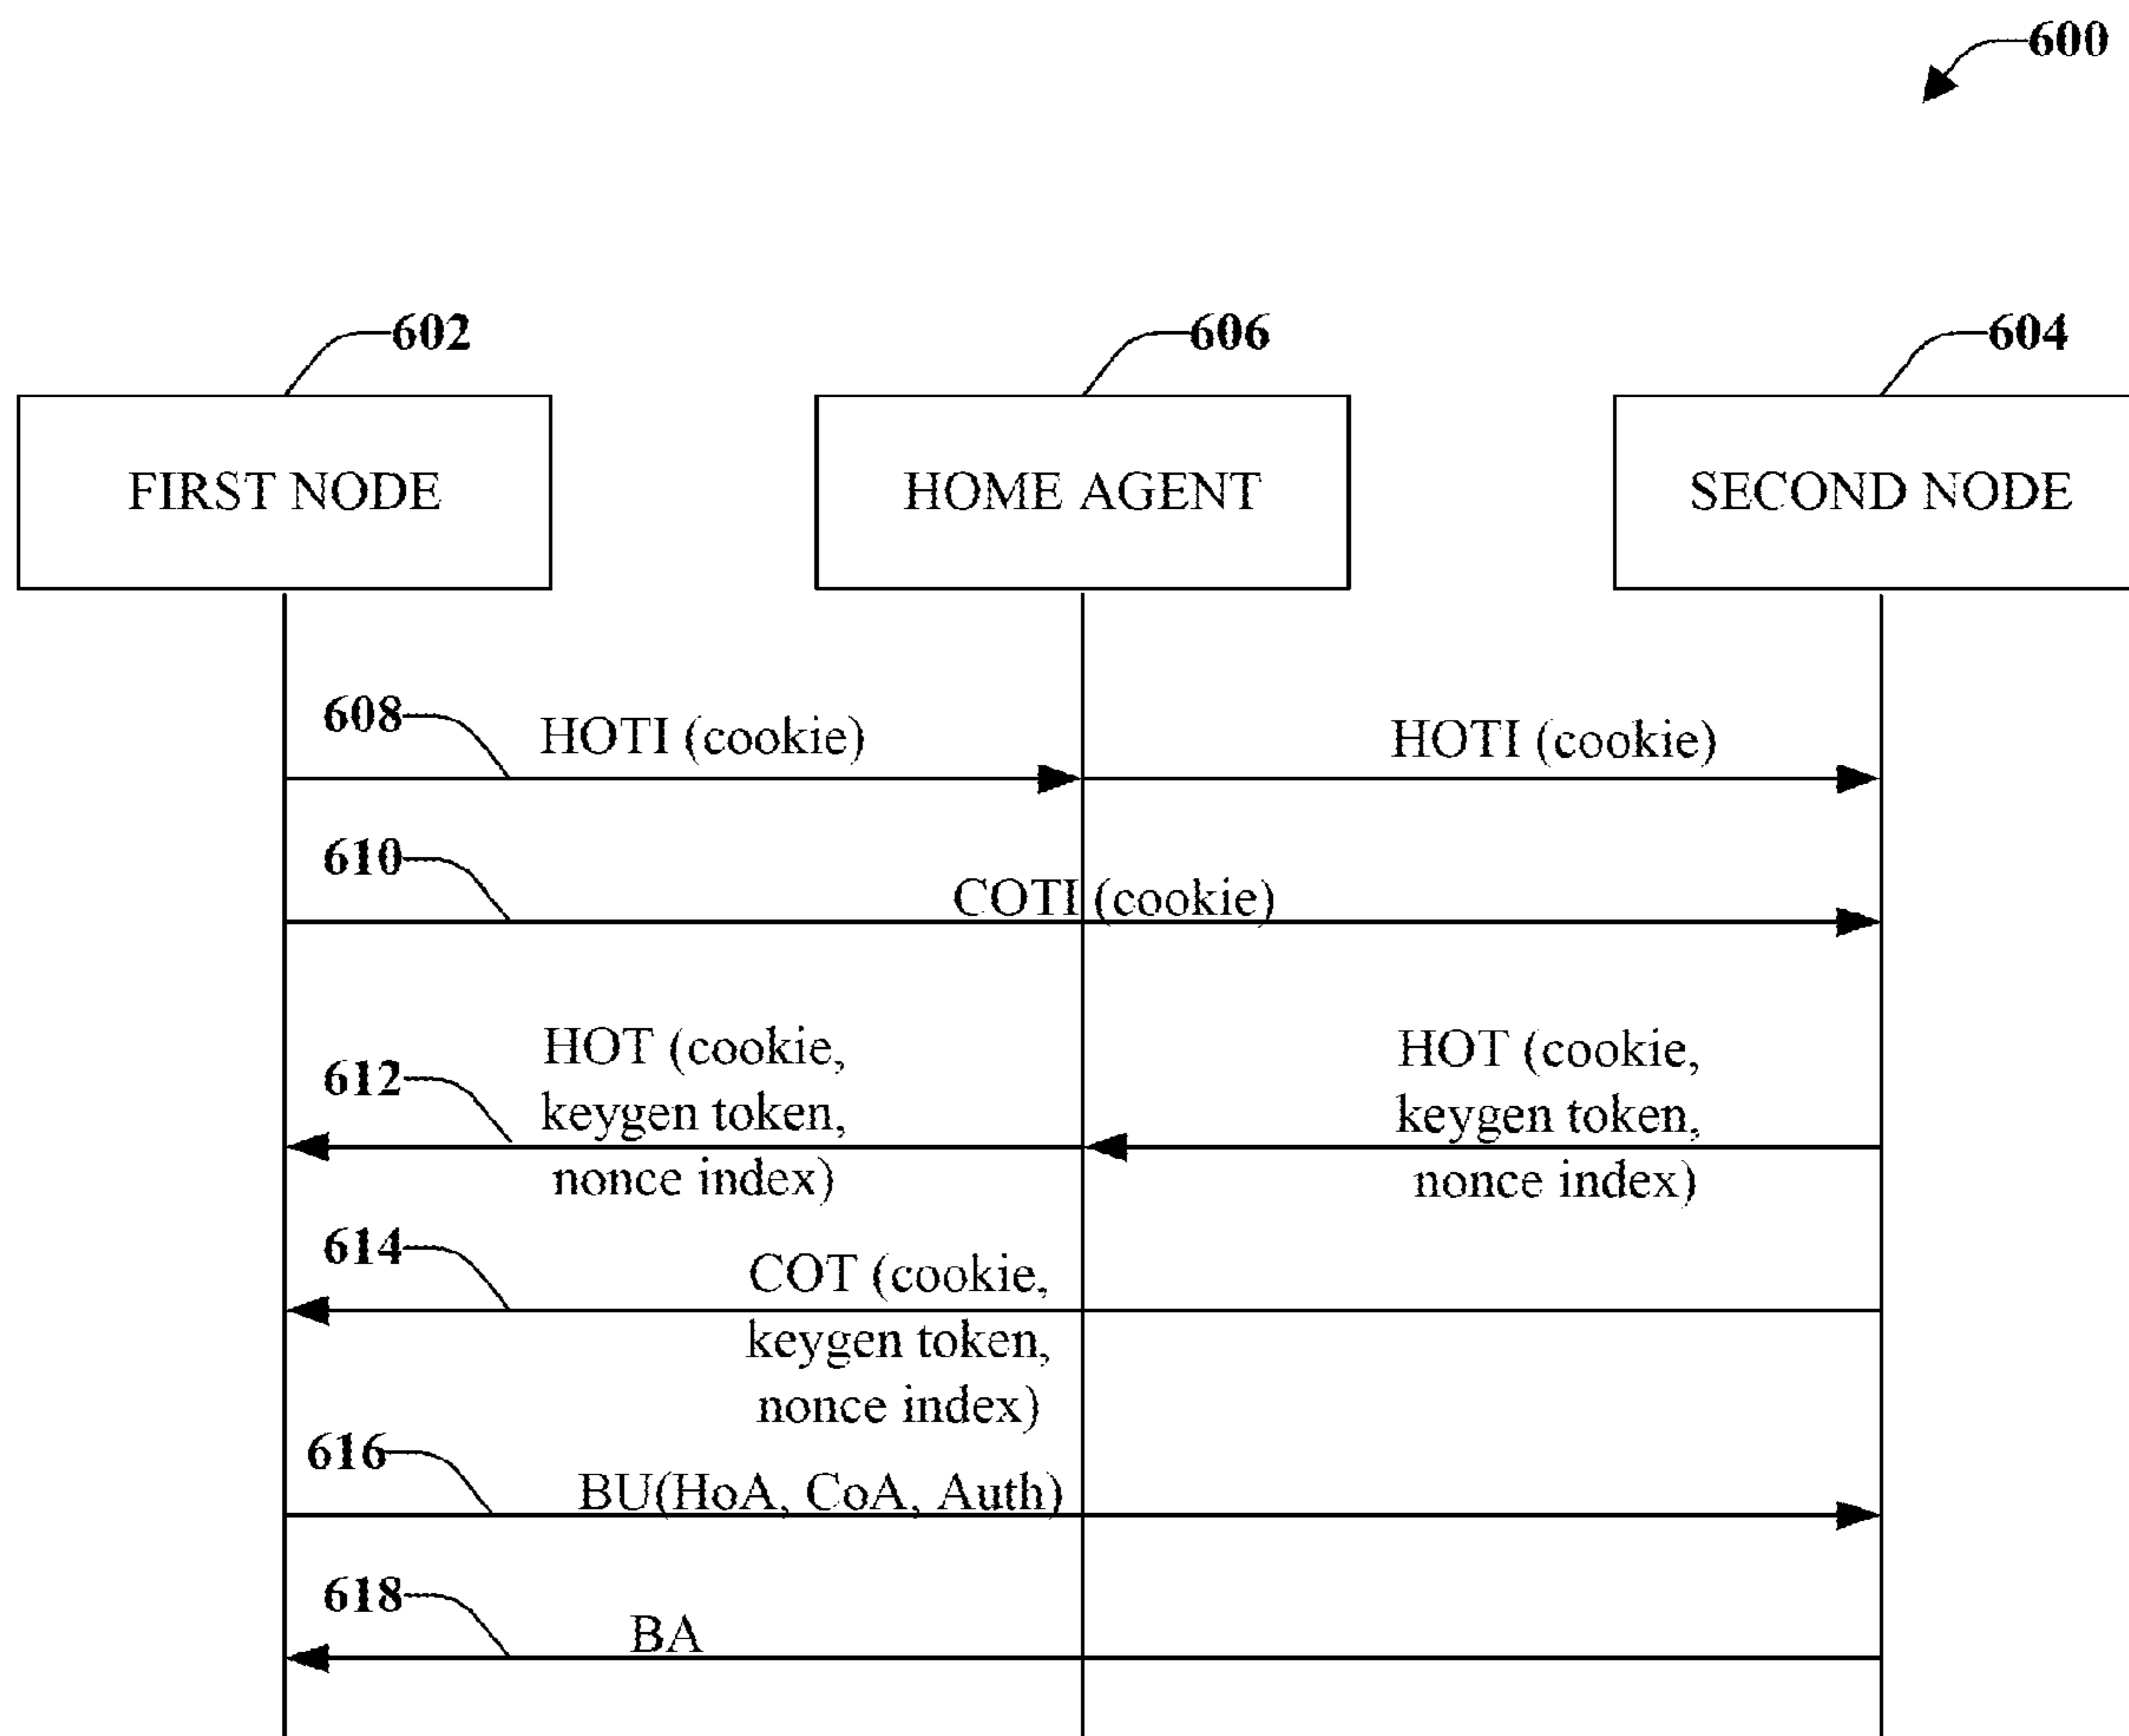 600
602
606
604
FIRST NODE
HOME AGENT
SECOND NODE
608
HOTI (cookie)
HOTI (cookie)
610
COTI (cookie)
612
HOT (cookie,
keygen token,
nonce index)
HOT (cookie,
keygen token,
nonce index)
614
COT (cookie,
keygen token,
nonce index)
616
BU(HoA, CoA, Auth)
618
BA